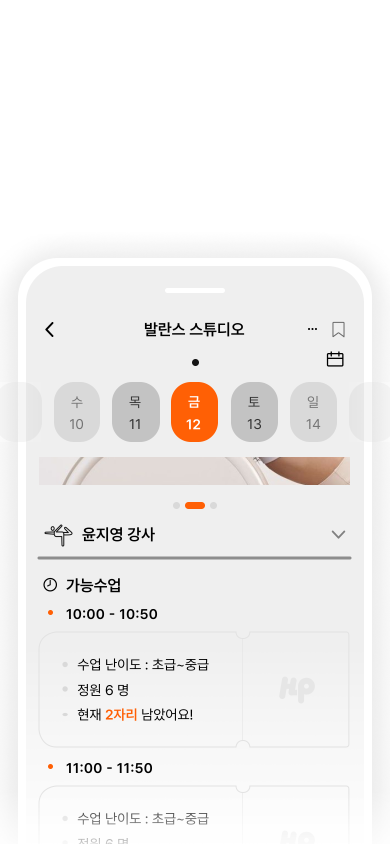 발란스 스튜디오
수 목 금 토 일
10 11 12 13 14
윤지영 강사
가능수업
10:00 - 10:50
수업 난이도 : 초급~중급
정원 6 명
현재 2자리 남았어요!
11:00 - 11:50
수업 난이도 : 초급~중급
정원 6 명